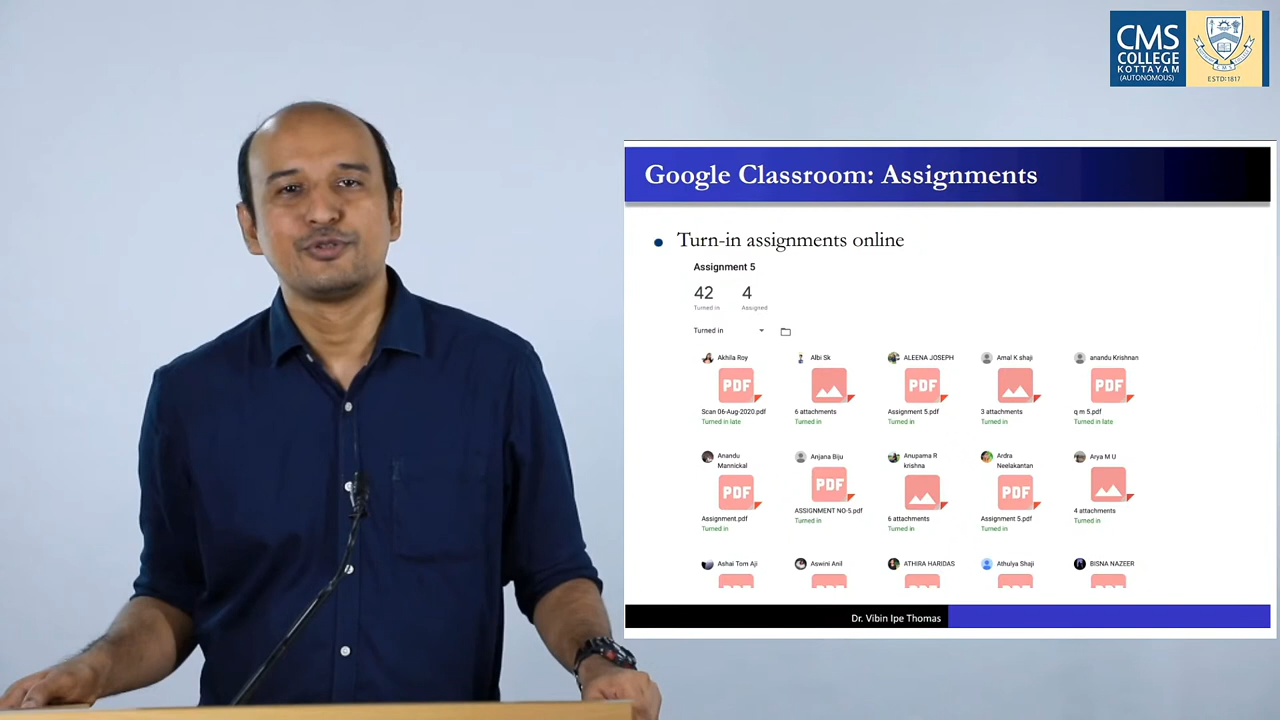 CMS
COLLEGE
KOTTAYAM
(AUTONOMOUS)
ESTD:1817
Google Classroom: Assignments
Turn-in assignments online
Assignment 5
42 4
Turned in Assigned
Turned in
Akhila Roy Albi Sk ALEENA JOSEPH Amal K shaji anandu Krishnan
PDF PDF PDF
Scan 06-Aug-2020.pdf 6 attachments Assignment 5.pdf 3 attachments q m 5.pdf
Turned in late Turned in Turned in Turned in Turned in late
Anandu Mannickal Anjana Biju Anupama R krishna Ardra Neelakantan Arya M U
PDF PDF PDF
Assignment.pdf ASSIGNMENT NO-5.pdf 6 attachments Assignment 5.pdf 4 attachments
Turned in Turned in Turned in Turned in Turned in
Ashai Tom Aji Aswini Anil ATHIRA HARIDAS Athulya Shaji BISNA NAZEER
Dr. Vibin Ipe Thomas